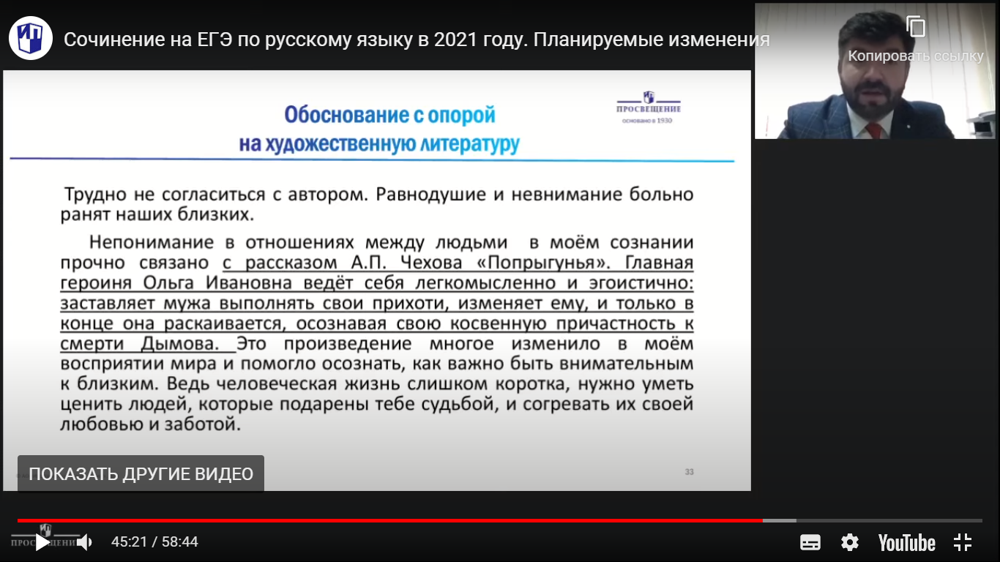 Сочинение на ЕГЭ по русскому языку в 2021 году. Планируемые изменения
Копировать ссылку
Обоснование с опорой
на художественную литературу
ПРОСВЕЩЕНИЕ
основано в 1930
Трудно не согласиться с автором. Равнодушие и невнимание больно
ранят наших близких.
Непонимание в отношениях между людьми в моём сознании
прочно связано с рассказом А.П. Чехова «Попрыгунья». Главная
героиня Ольга Ивановна ведёт себя легкомысленно и эгоистично:
заставляет мужа выполнять свои прихоти, изменяет ему, и только в
конце она раскаивается, осознавая свою косвенную причастность к
смерти Дымова. Это произведение многое изменило в моём
восприятии мира и помогло осознать, как важно быть внимательным
к близким. Ведь человеческая жизнь слишком коротка, нужно уметь
ценить людей, которые подарены тебе судьбой, и согревать их своей
любовью и заботой.
ПОКАЗАТЬ ДРУГИЕ ВИДЕО
33
45:21 / 58:44
YouTube